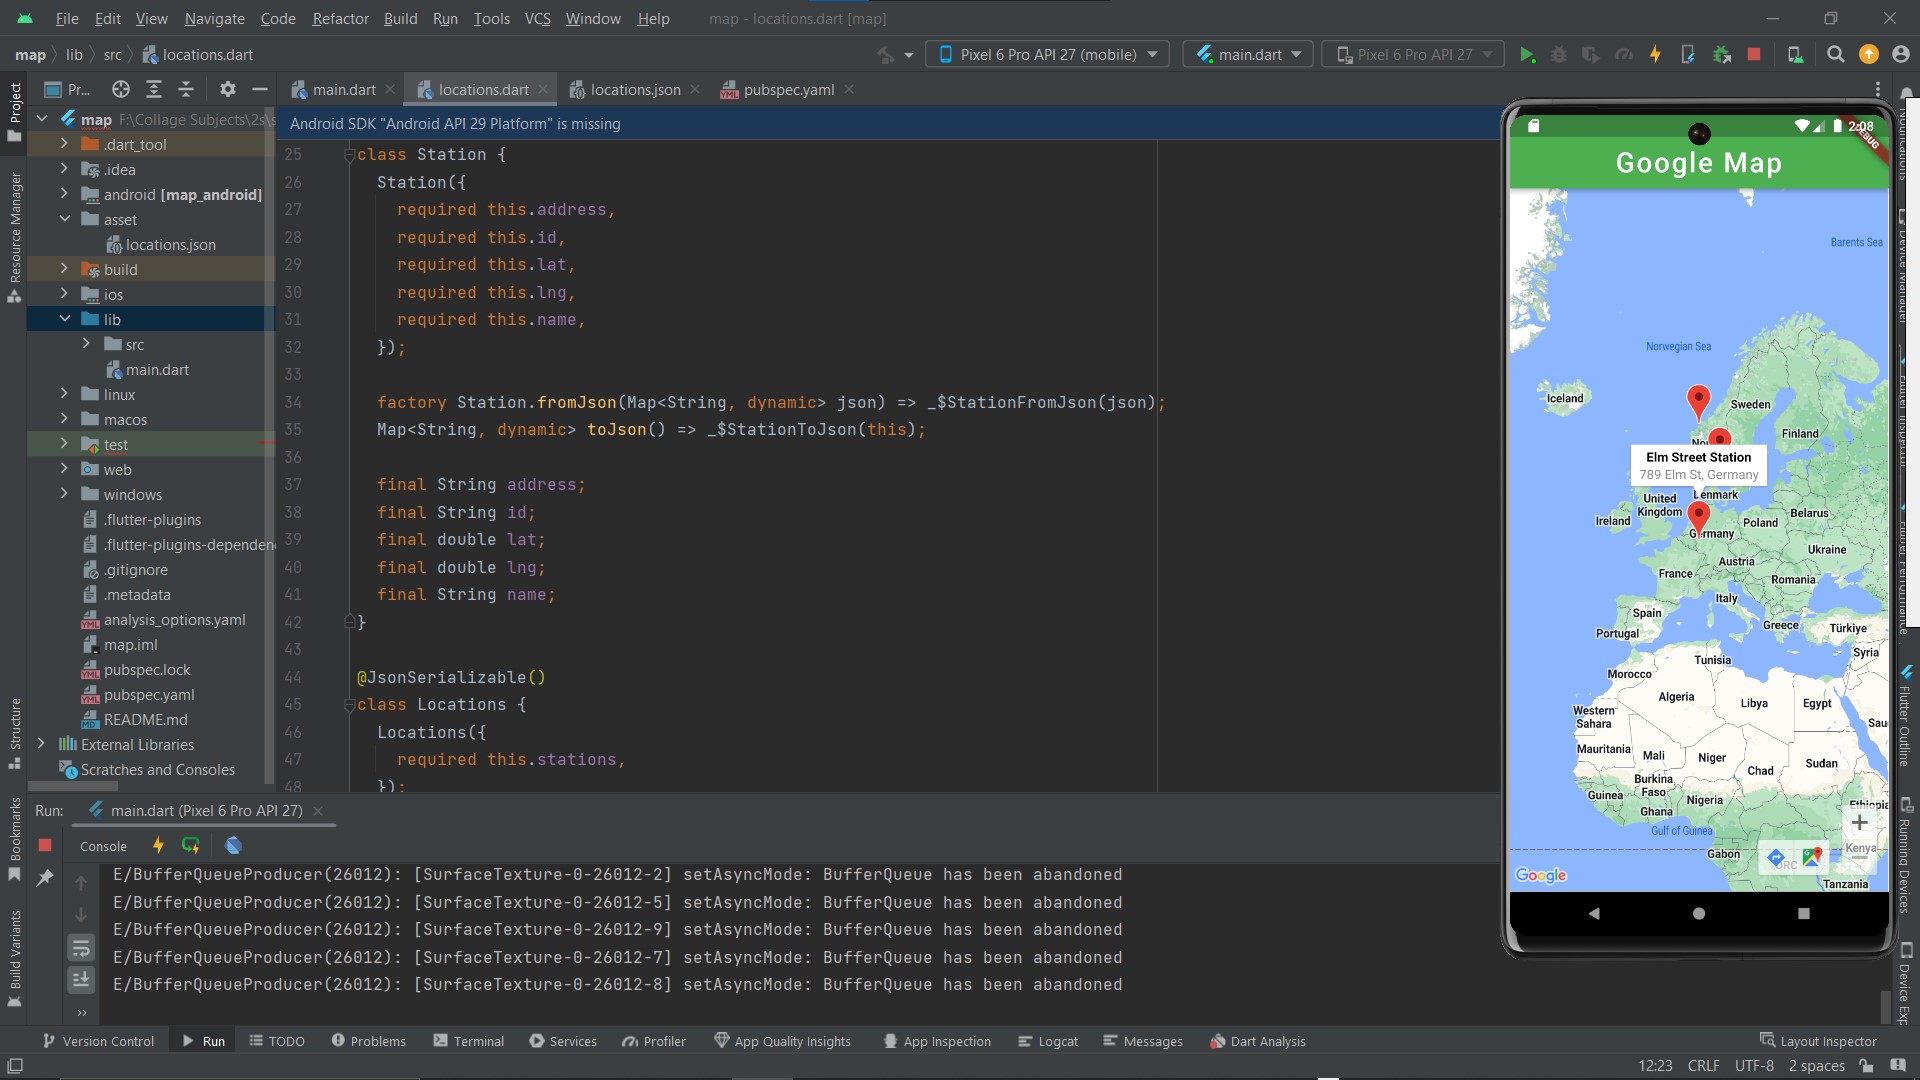 File Edit View Navigate Code Refactor Build Run Tools VCS Window Help map - locations.dart [map]
map lib src locations.dart
Pixel 6 Pro API 27 (mobile) main.dart Pixel 6 Pro API 27
Pr... main.dart locations.dart locations.json pubspec.yaml
Project
Resource Manager
Structure
Bookmarks
Build Variants
map F:\Collage Subjects\2s\s
.dart_tool
.idea
android [map_android]
asset
locations.json
build
ios
lib
src
main.dart
linux
macos
test
web
windows
.flutter-plugins
.flutter-plugins-dependen
.gitignore
.metadata
analysis_options.yaml
map.iml
pubspec.lock
pubspec.yaml
README.md
External Libraries
Scratches and Consoles
Android SDK "Android API 29 Platform" is missing
25 class Station {
26 Station({
27 required this.address,
28 required this.id,
29 required this.lat,
30 required this.lng,
31 required this.name,
32 });
33
34 factory Station.fromJson(Map<String, dynamic> json) => _$StationFromJson(json);
35 Map<String, dynamic> toJson() => _$StationToJson(this);
36
37 final String address;
38 final String id;
39 final double lat;
40 final double lng;
41 final String name;
42 }
43
44 @JsonSerializable()
45 class Locations {
46 Locations({
47 required this.stations,
48 });
2:08
DEBUG
Google Map
Barents Sea
Norwegian Sea
Iceland
Sweden
Finland
Elm Street Station
789 Elm St, Germany
Denmark
United Kingdom
Ireland
Belarus
Poland
Germany
Ukraine
Austria
France
Romania
Italy
Spain
Portugal
Greece
Türkiye
Syria
Tunisia
Morocco
Algeria
Libya
Egypt
Western Sahara
Sau
Mauritania
Mali
Niger
Chad
Sudan
Burkina Faso
Guinea
Nigeria
Ghana
Ethiopia
Gulf of Guinea
Gabon
DRC
Kenya
Tanzania
Google
Notifications
Device Manager
Flutter Inspector
Flutter Performance
Flutter Outline
Running Devices
Device Exp
Run: main.dart (Pixel 6 Pro API 27)
Console
E/BufferQueueProducer(26012): [SurfaceTexture-0-26012-2] setAsyncMode: BufferQueue has been abandoned
E/BufferQueueProducer(26012): [SurfaceTexture-0-26012-5] setAsyncMode: BufferQueue has been abandoned
E/BufferQueueProducer(26012): [SurfaceTexture-0-26012-9] setAsyncMode: BufferQueue has been abandoned
E/BufferQueueProducer(26012): [SurfaceTexture-0-26012-7] setAsyncMode: BufferQueue has been abandoned
E/BufferQueueProducer(26012): [SurfaceTexture-0-26012-8] setAsyncMode: BufferQueue has been abandoned
Version Control Run TODO Problems Terminal Services Profiler App Quality Insights App Inspection Logcat Messages Dart Analysis Layout Inspector
12:23 CRLF UTF-8 2 spaces